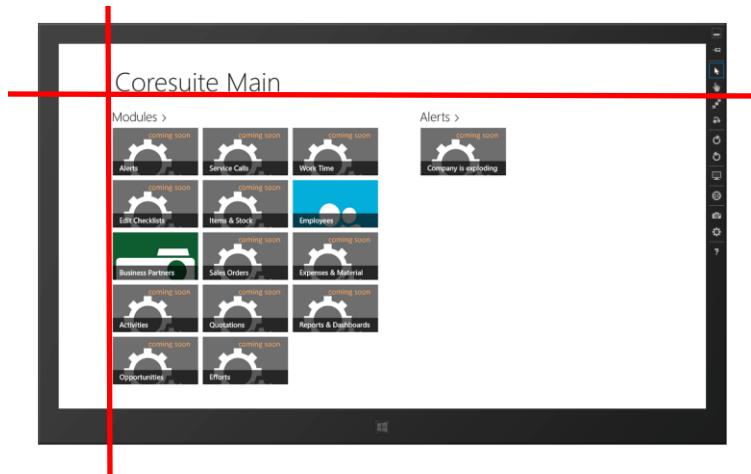 Coresuite Main
Modules >
Alerts >
coming soon
Alerts
coming soon
Service Calls
coming soon
Work Time
coming soon
Company is exploding
coming soon
Edit Checklists
coming soon
Items & Stock
Employees
Business Partners
coming soon
Sales Orders
coming soon
Expenses & Material
coming soon
Activities
coming soon
Quotations
coming soon
Reports & Dashboards
coming soon
Opportunities
coming soon
Efforts
?